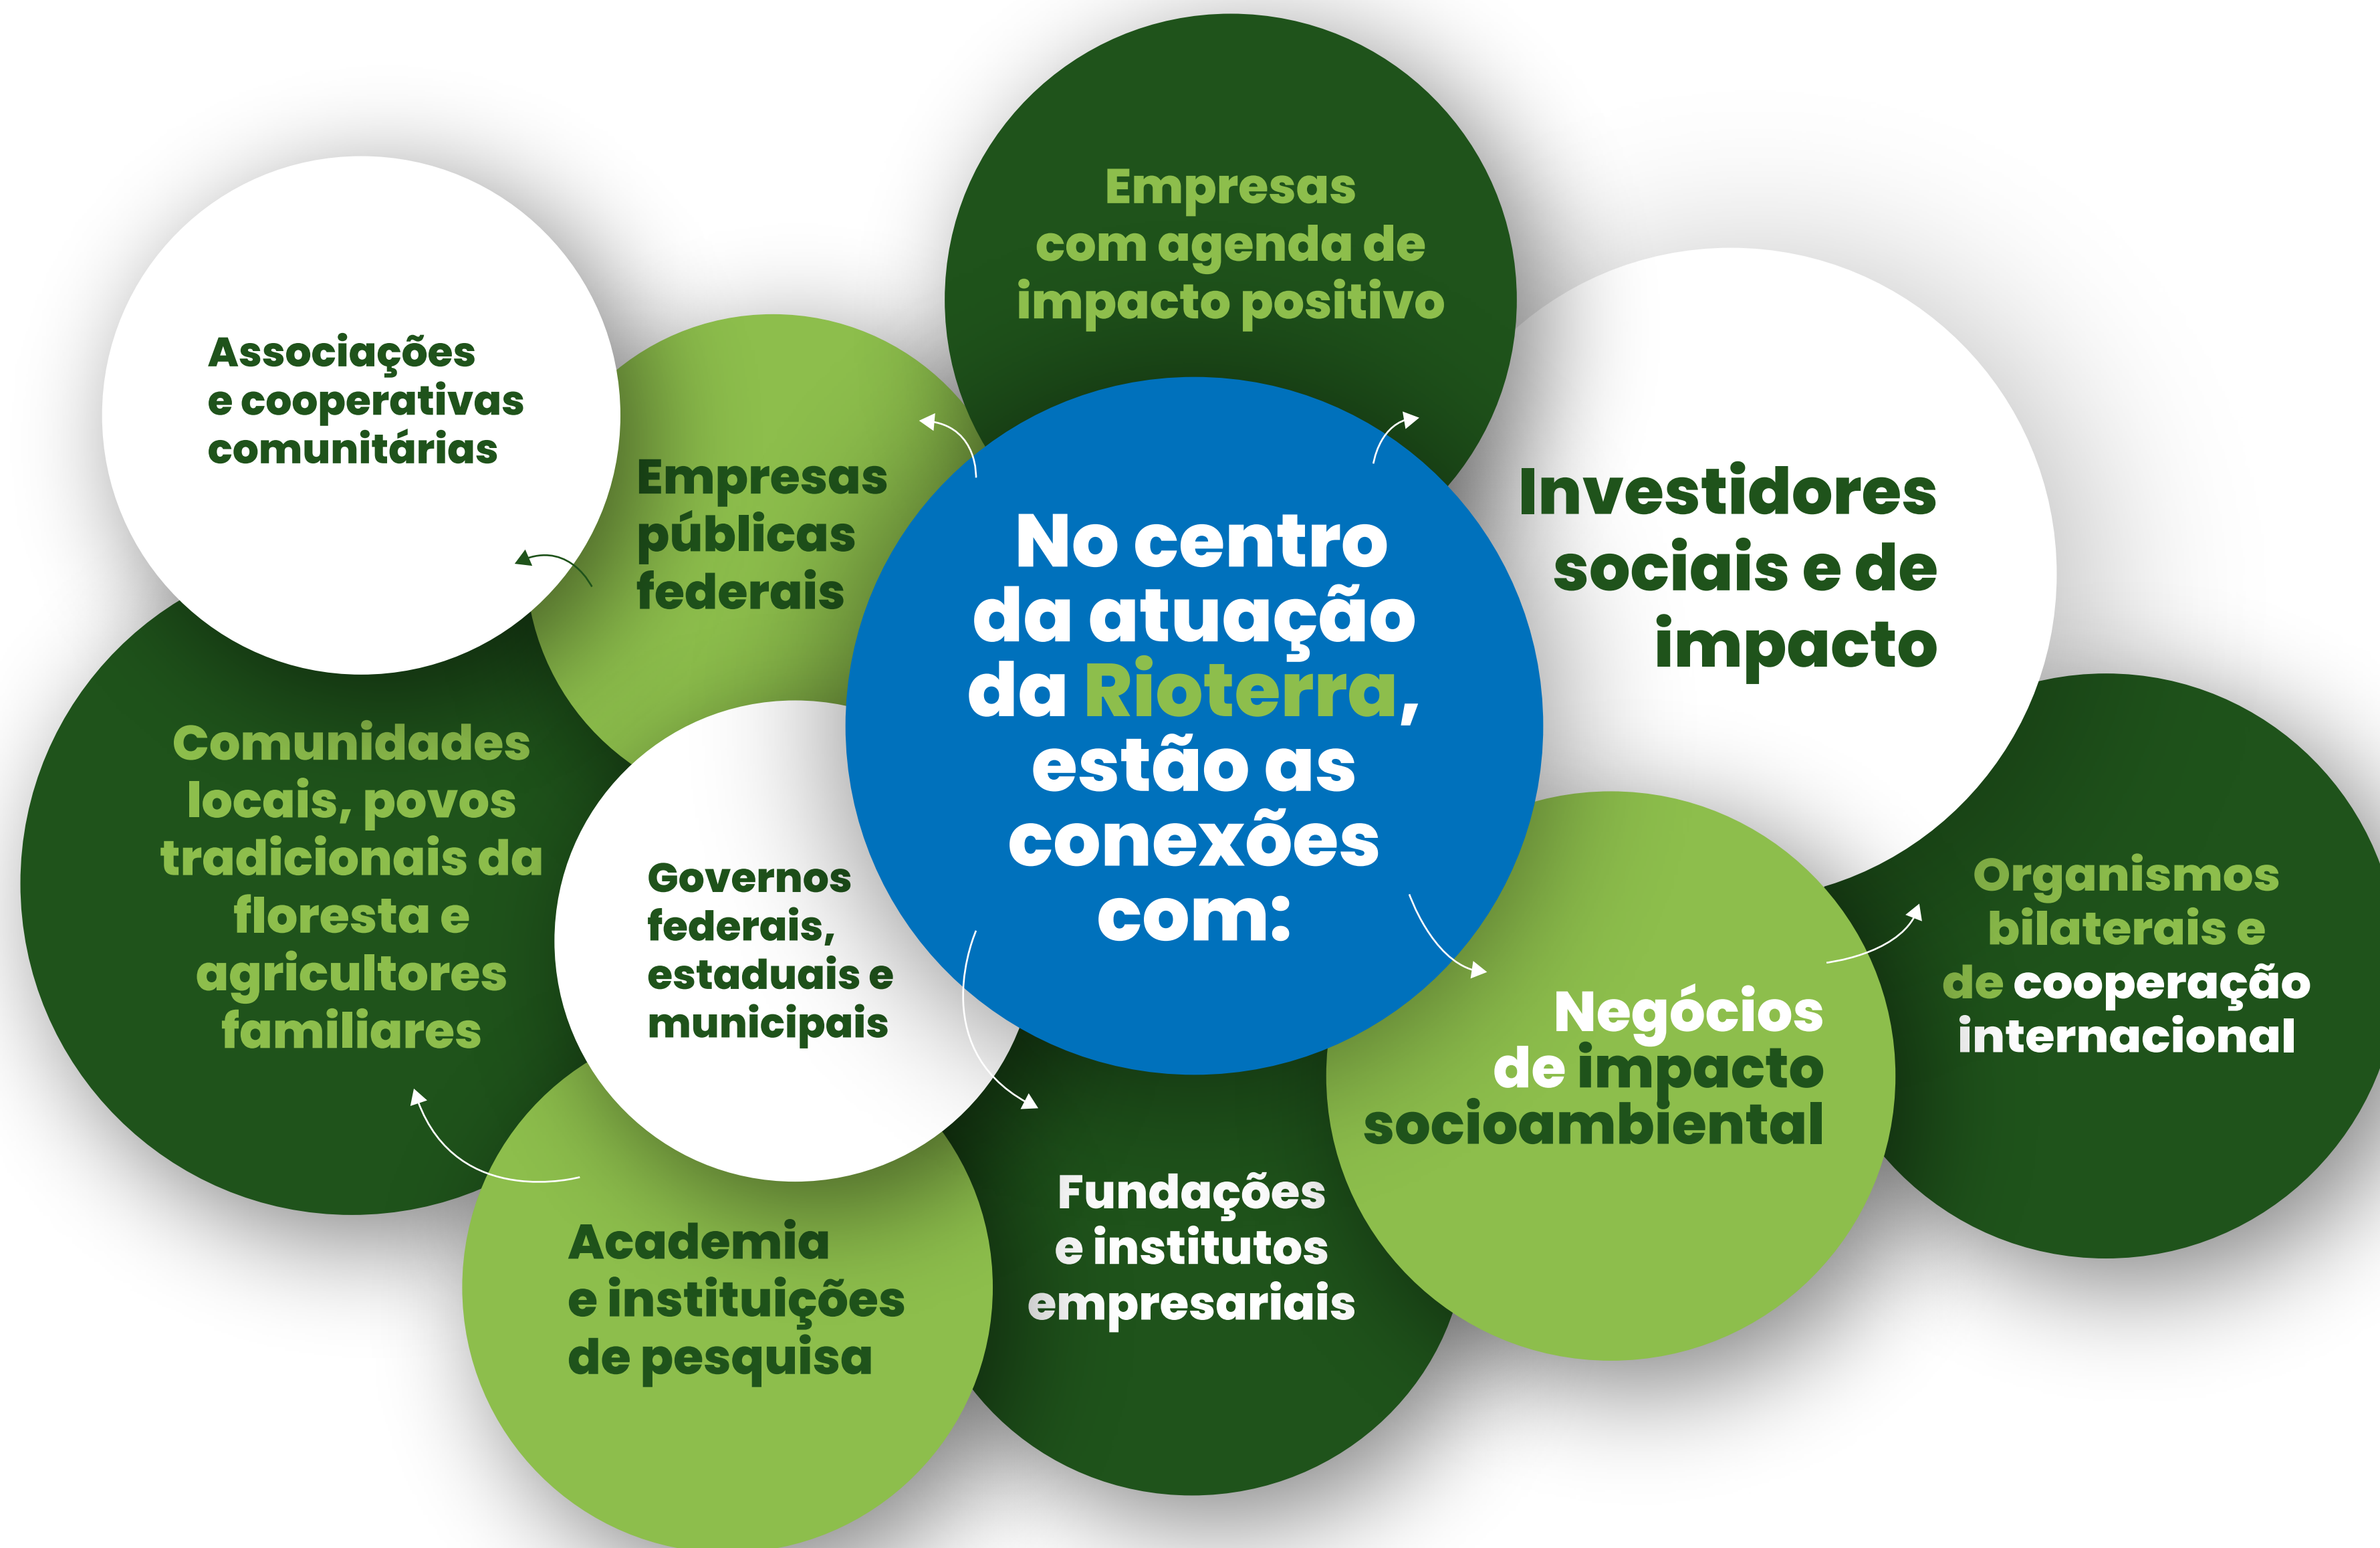 Empresas
com agenda de
impacto positivo
Associações
e cooperativas
comunitárias
Empresas
públicas
federais
No centro
da atuação
da Rioterra,
estão as
conexões
com:
Investidores
sociais e de
impacto
Comunidades
locais, povos
tradicionais da
floresta e
agricultores
familiares
Governos
federais,
estaduais e
municipais
Organismos
bilaterais e
de cooperação
internacional
Negócios
de impacto
socioambiental
Academia
e instituições
de pesquisa
Fundações
e institutos
empresariais